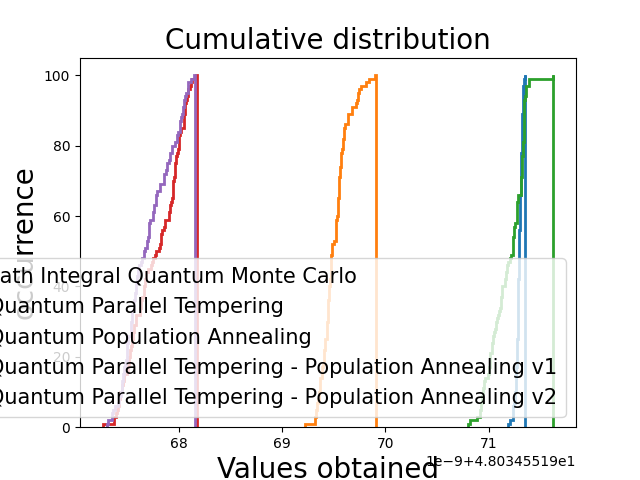 Cumulative distribution
100
80
60
40
20
0
occurrence
ath Integral Quantum Monte Carlo
Quantum Parallel Tempering
Quantum Population Annealing
Quantum Parallel Tempering - Population Annealing v1
Quantum Parallel Tempering - Population Annealing v2
68 69 70 71
1e−9+4.80345519e1
Values obtained